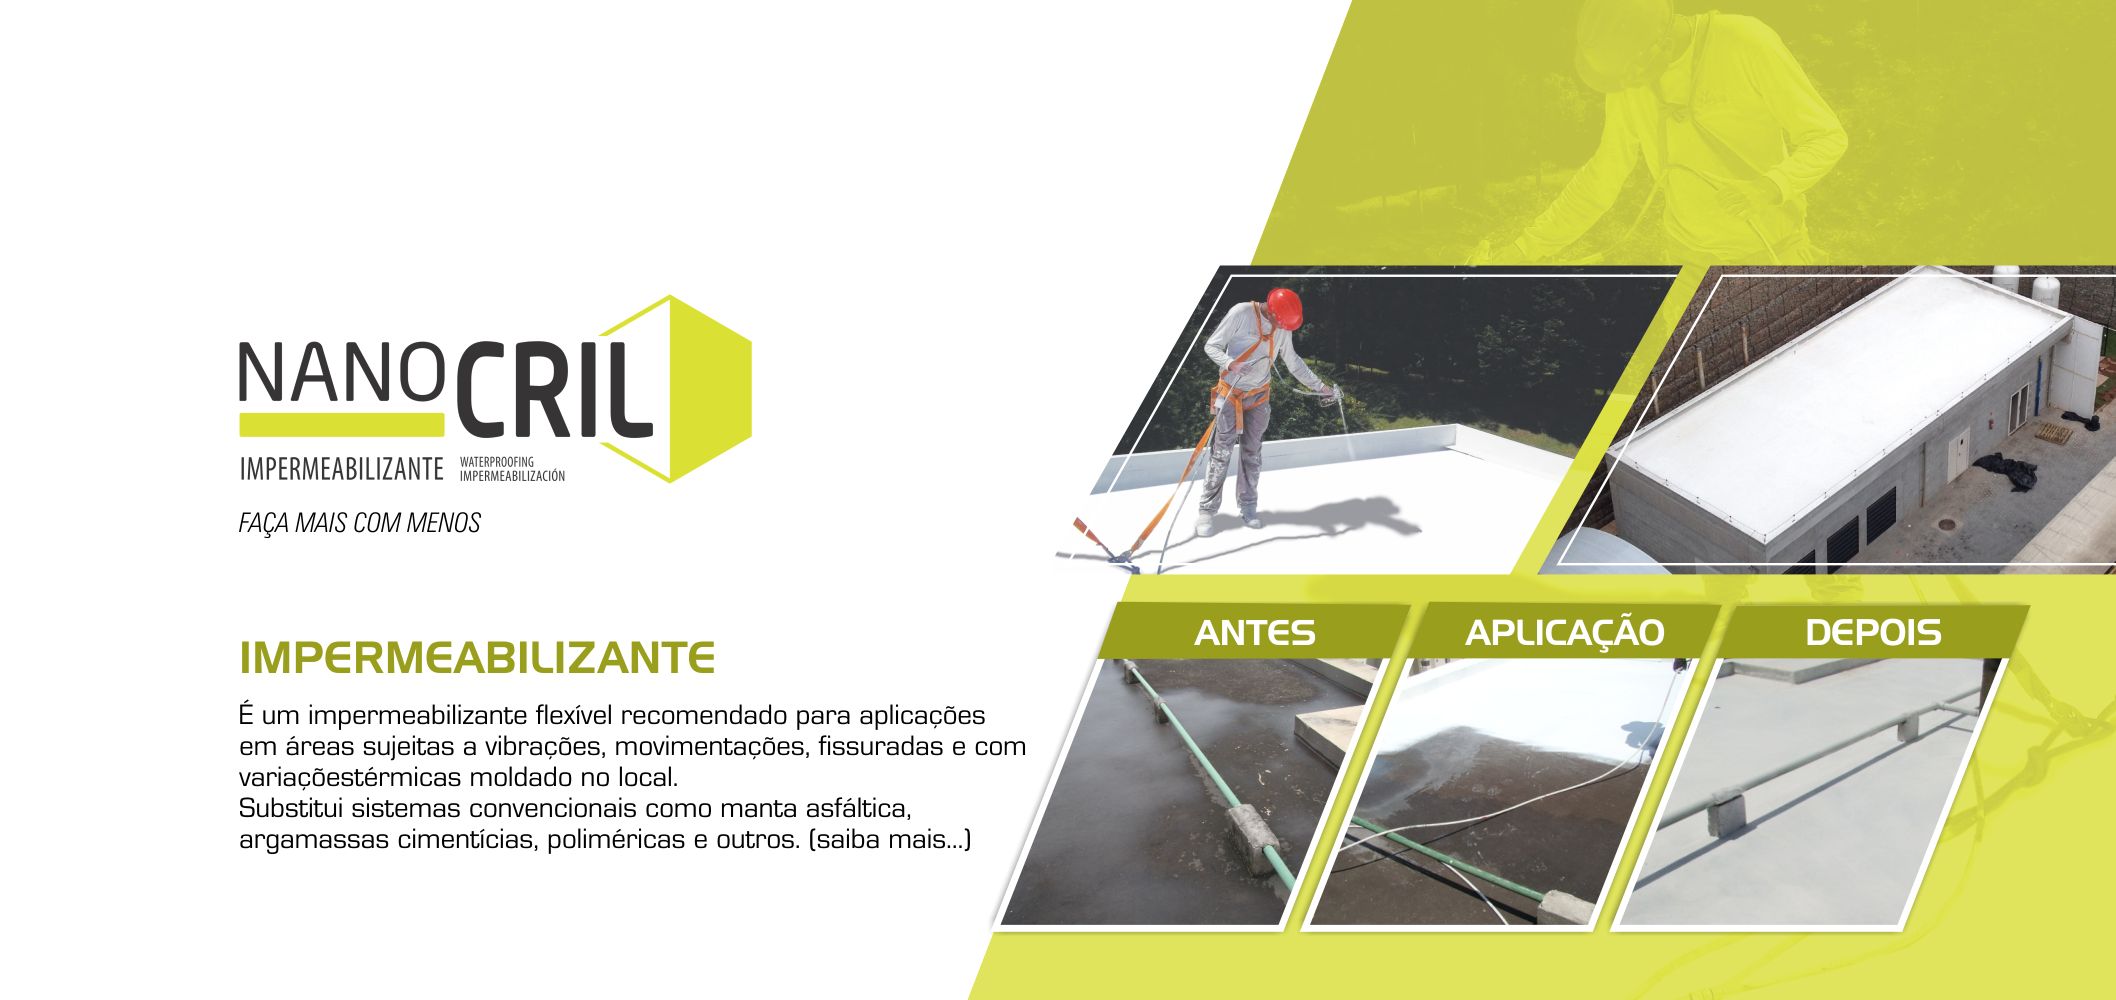 NANOCRIL
IMPERMEABILIZANTE
WATERPROOFING
IMPERMEABILIZACIÓN
FAÇA MAIS COM MENOS
IMPERMEABILIZANTE
É um impermeabilizante flexível recomendado para aplicações
em áreas sujeitas a vibrações, movimentações, fissuradas e com
variaçõestérmicas moldado no local.
Substitui sistemas convencionais como manta asfáltica,
argamassas cimentícias, poliméricas e outros. (saiba mais...)
ANTES
APLICAÇÃO
DEPOIS